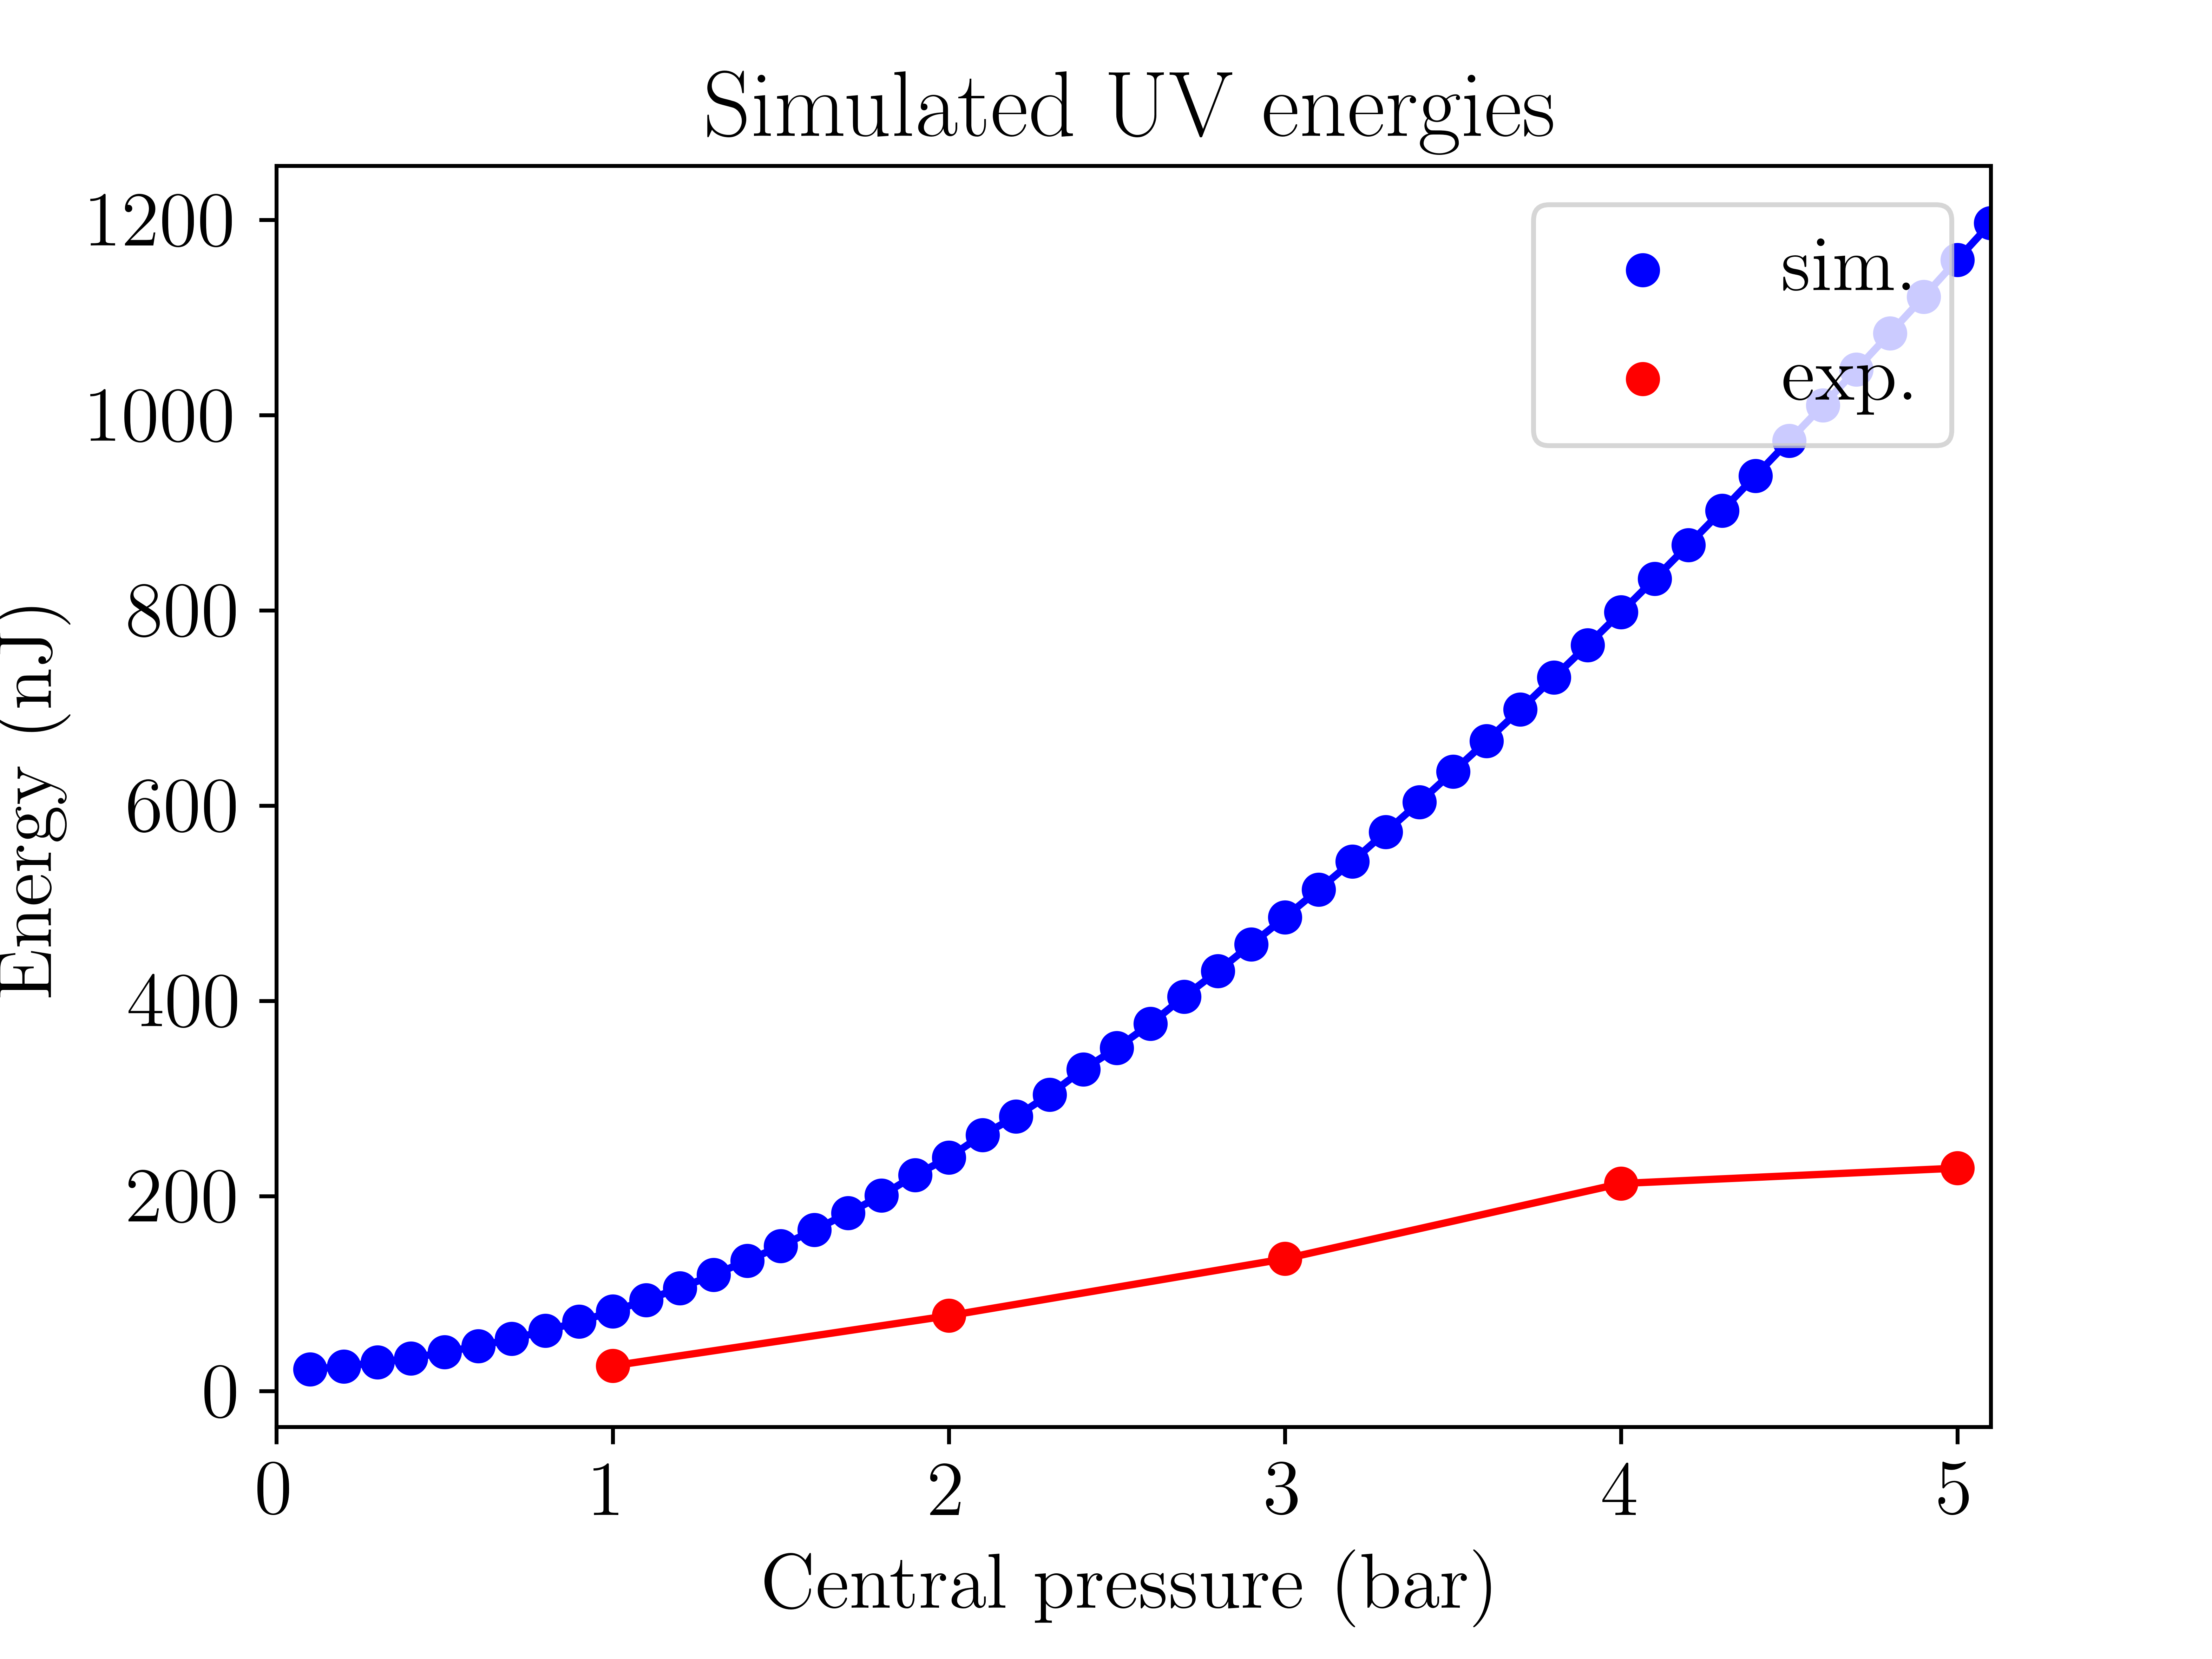 Simulated UV energies
1200
1000
800
600
400
200
0
Energy (nJ)
sim.
exp.
0 1 2 3 4 5
Central pressure (bar)